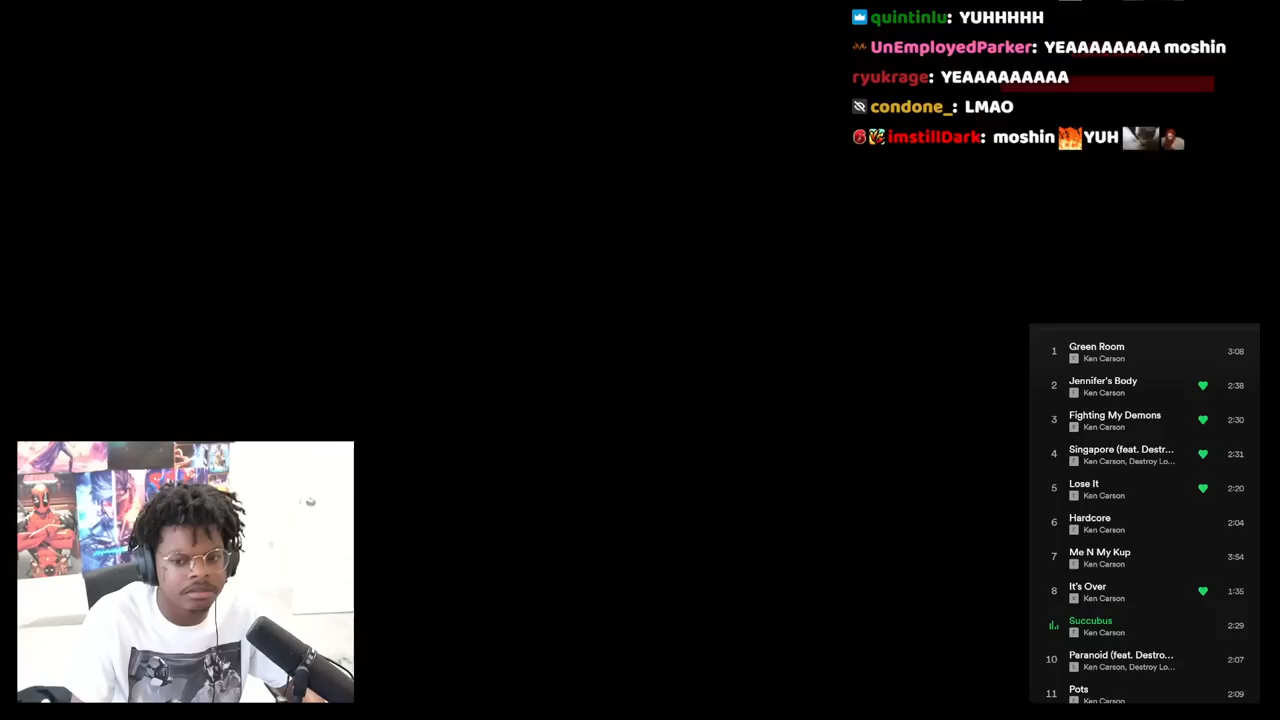 quintinlu: YUHHHHH
UnEmployedParker: YEAAAAAAAA moshin
ryukrage: YEAAAAAAAAA
condone_: LMAO
imstillDark: moshin YUH
1 Green Room 3:08
E Ken Carson
2 Jennifer's Body 2:38
E Ken Carson
3 Fighting My Demons 2:30
E Ken Carson
4 Singapore (feat. Destr... 2:31
E Ken Carson, Destroy Lo...
5 Lose It 2:20
E Ken Carson
6 Hardcore 2:04
E Ken Carson
7 Me N My Kup 3:54
E Ken Carson
8 It's Over 1:35
E Ken Carson
Succubus 2:29
E Ken Carson
10 Paranoid (feat. Destro... 2:07
E Ken Carson, Destroy Lo...
11 Pots 2:09
Ken Carson